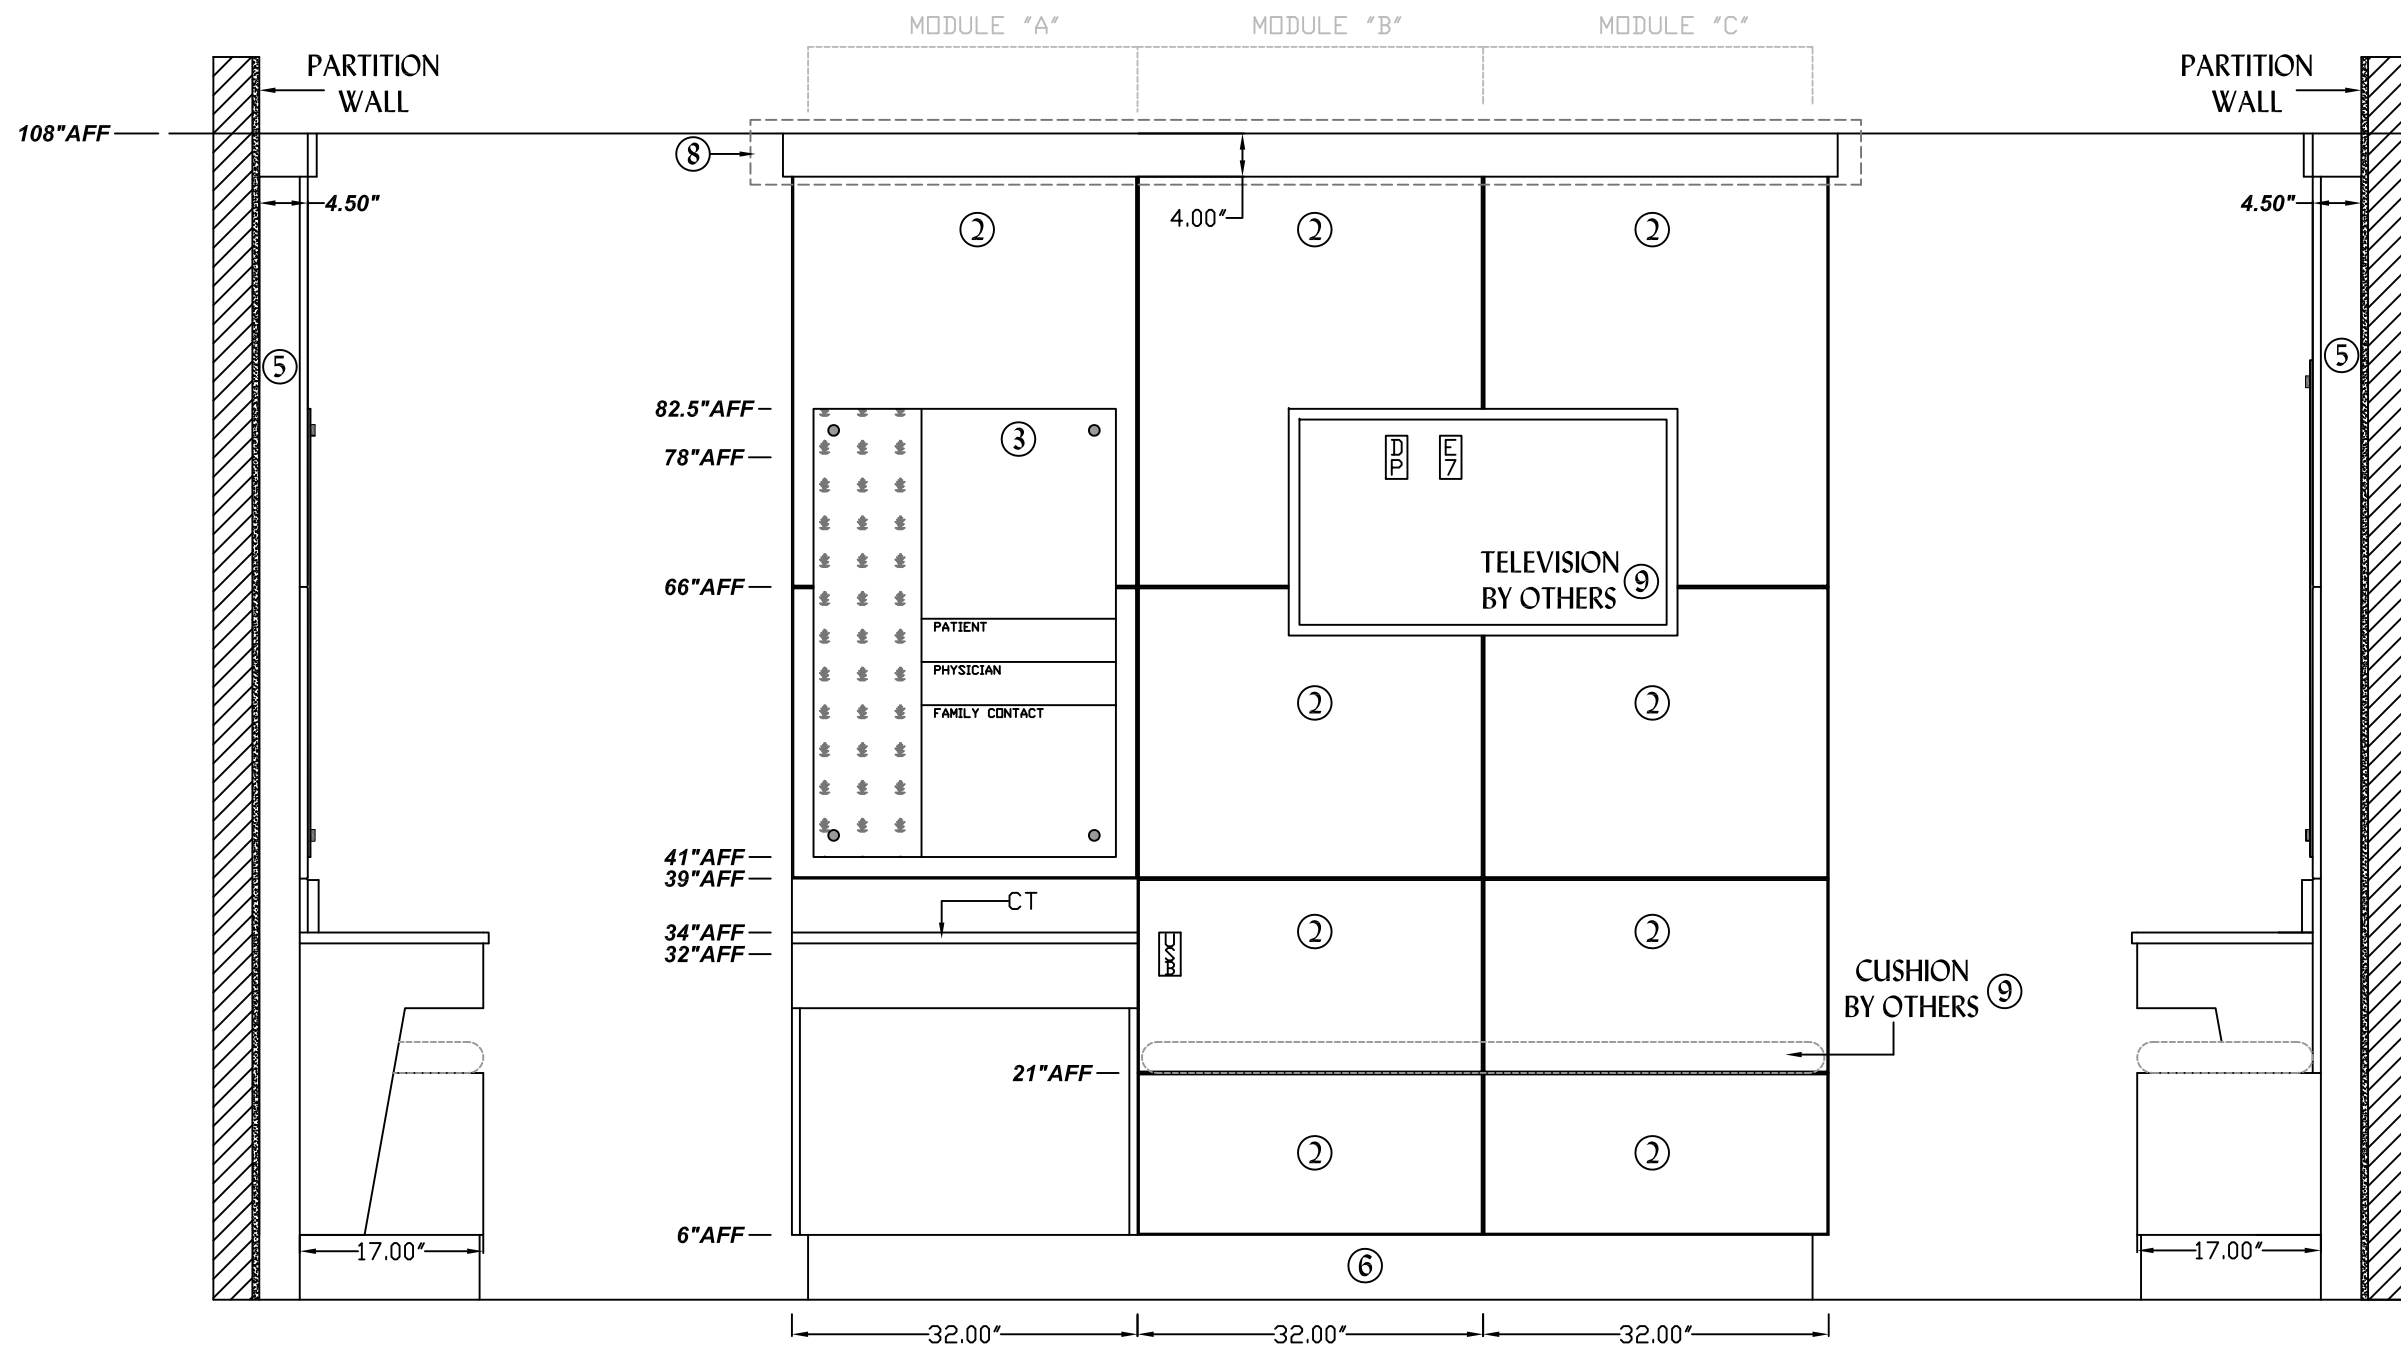 MODULE "A" MODULE "B" MODULE "C"
PARTITION
WALL
PARTITION
WALL
108"AFF
8
4.50"
4.50"
2
4.00"
2
2
5
5
82.5"AFF
3
D
P
E
7
78"AFF
TELEVISION
BY OTHERS 9
66"AFF
PATIENT
PHYSICIAN
FAMILY CONTACT
2
2
41"AFF
39"AFF
CT
34"AFF
32"AFF
USB
2
2
CUSHION
BY OTHERS 9
21"AFF
2
2
6"AFF
17.00"
17.00"
6
32.00" 32.00" 32.00"